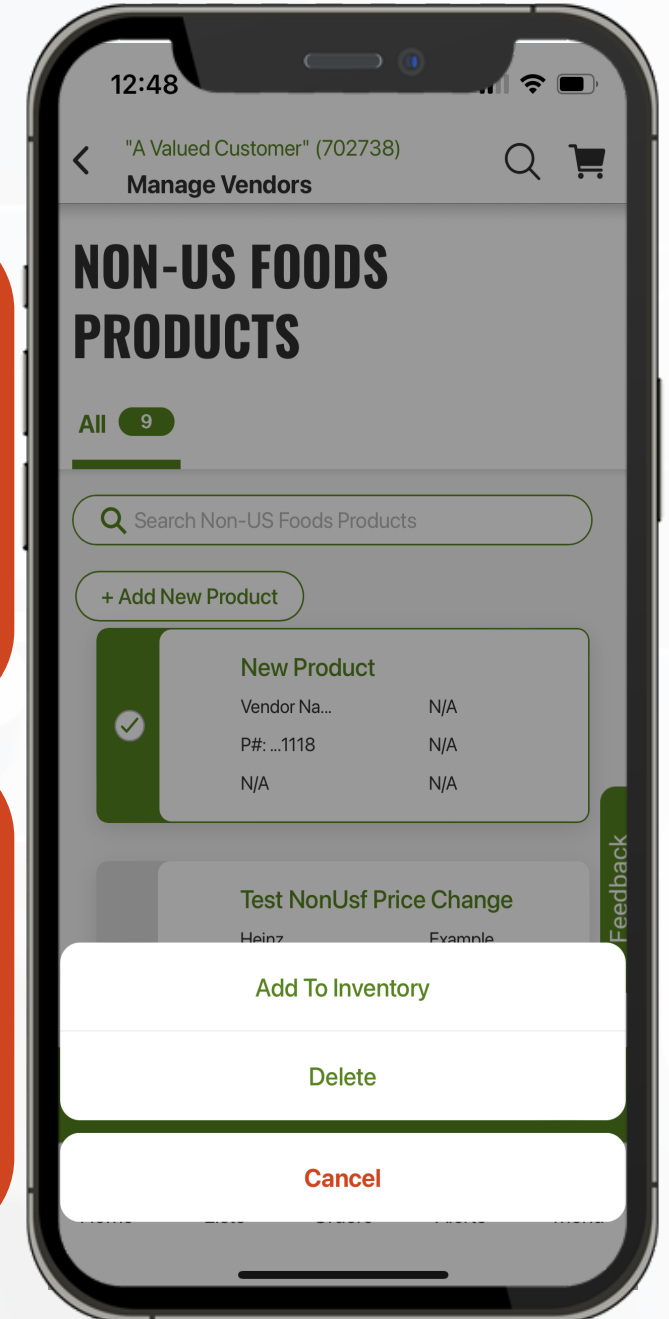 12:48
"A Valued Customer" (702738)
Manage Vendors
NON-US FOODS
PRODUCTS
All 9
Search Non-US Foods Products
+ Add New Product
New Product
Vendor Na... N/A
P#: ...1118 N/A
N/A N/A
Feedback
Test NonUsf Price Change
Heinz Example
Add To Inventory
Delete
Cancel